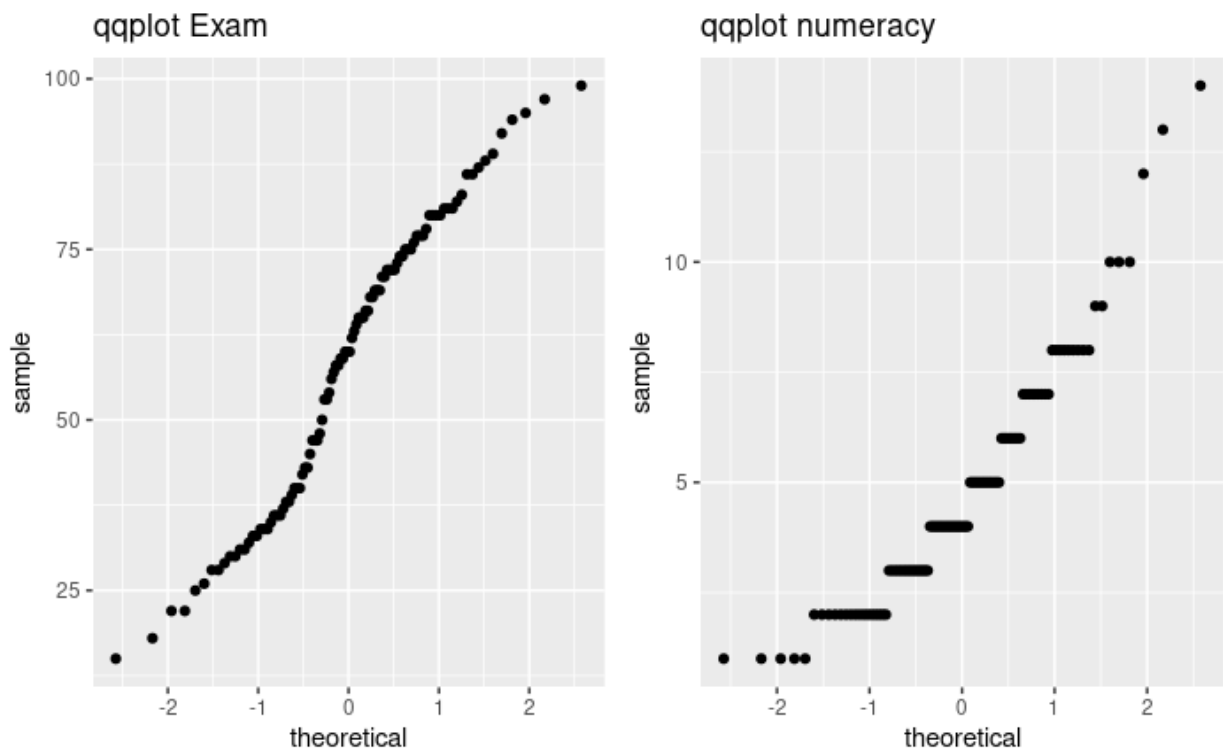 qqplot Exam
100
75
50
25
sample
-2 -1 0 1 2
theoretical
qqplot numeracy
10
5
sample
-2 -1 0 1 2
theoretical